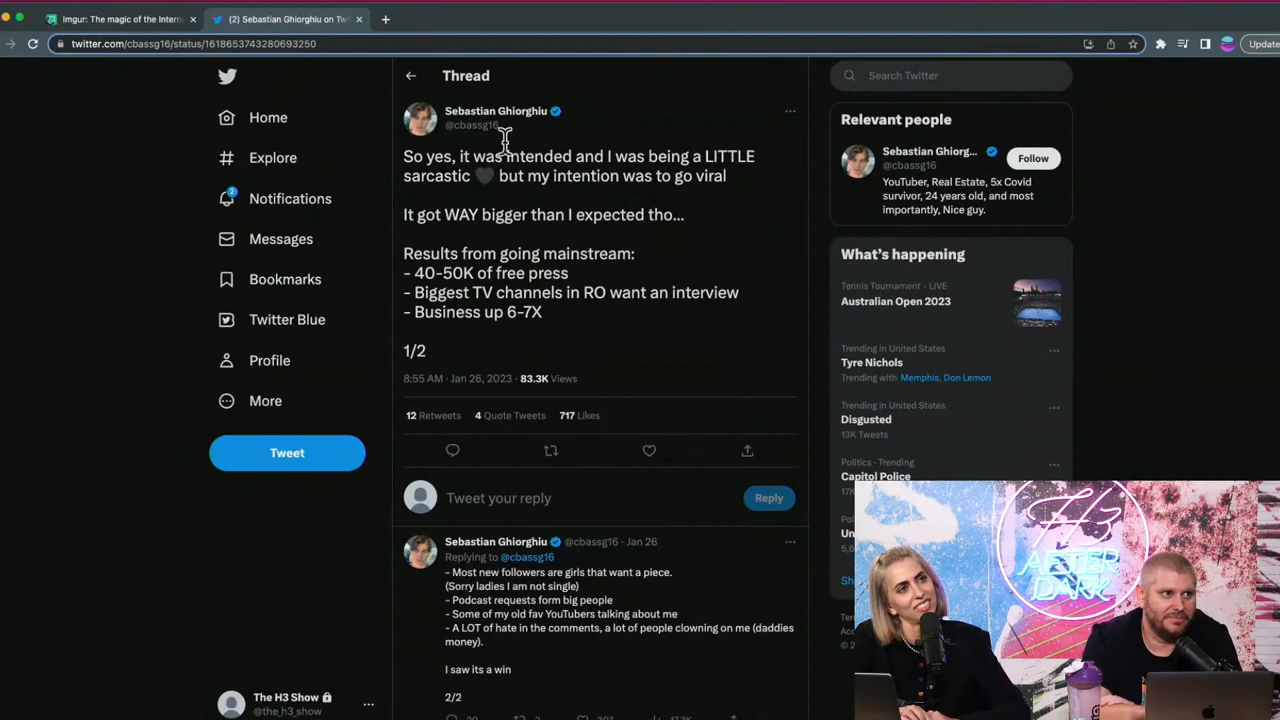 Imgur: The magic of the Intern
(2) Sebastian Ghiorghiu on Tw
twitter.com/cbassg16/status/1618653743280693250
Update
Home
Explore
2
Notifications
Messages
Bookmarks
Twitter Blue
Profile
More
Tweet
The H3 Show
@the_h3_show
Thread
Sebastian Ghiorghiu
@cbassg16
So yes, it was intended and I was being a LITTLE
sarcastic 🖤 but my intention was to go viral
It got WAY bigger than I expected tho...
Results from going mainstream:
- 40-50K of free press
- Biggest TV channels in RO want an interview
- Business up 6-7X
1/2
8:55 AM · Jan 26, 2023 · 83.3K Views
12 Retweets 4 Quote Tweets 717 Likes
Tweet your reply
Reply
Sebastian Ghiorghiu @cbassg16 · Jan 26
Replying to @cbassg16
- Most new followers are girls that want a piece.
(Sorry ladies I am not single)
- Podcast requests form big people
- Some of my old fav YouTubers talking about me
- A LOT of hate in the comments, a lot of people clowning on me (daddies
money).
I saw its a win
2/2
Search Twitter
Relevant people
Sebastian Ghiorg...
@cbassg16
Follow
YouTuber, Real Estate, 5x Covid
survivor, 24 years old, and most
importantly, Nice guy.
What's happening
Tennis Tournament · LIVE
Australian Open 2023
Trending in United States
Tyre Nichols
Trending with Memphis, Don Lemon
Trending in United States
Disgusted
13K Tweets
Politics · Trending
Capitol Police
17K
H3
AFTER
DARK